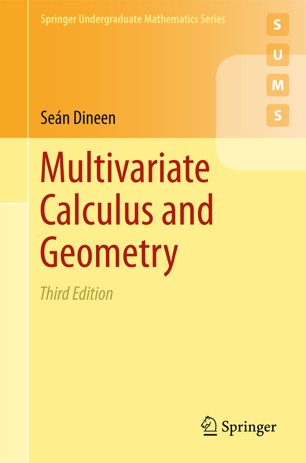 Springer Undergraduate Mathematics Series
S
U
M
S
Seán Dineen
Multivariate
Calculus and
Geometry
Third Edition
Springer